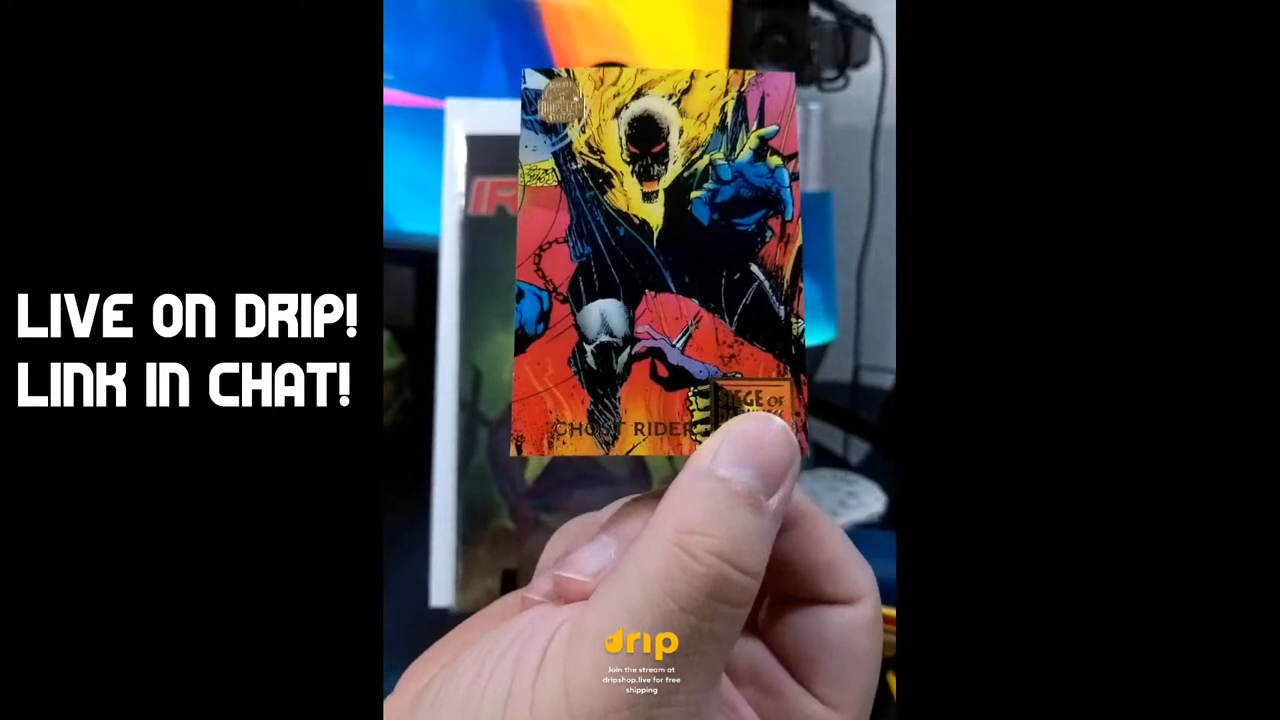 LIVE ON DRIP!
LINK IN CHAT!
SIEGE OF
GHOST RIDER
drip
Join the stream at
dripshop.live for free
shipping